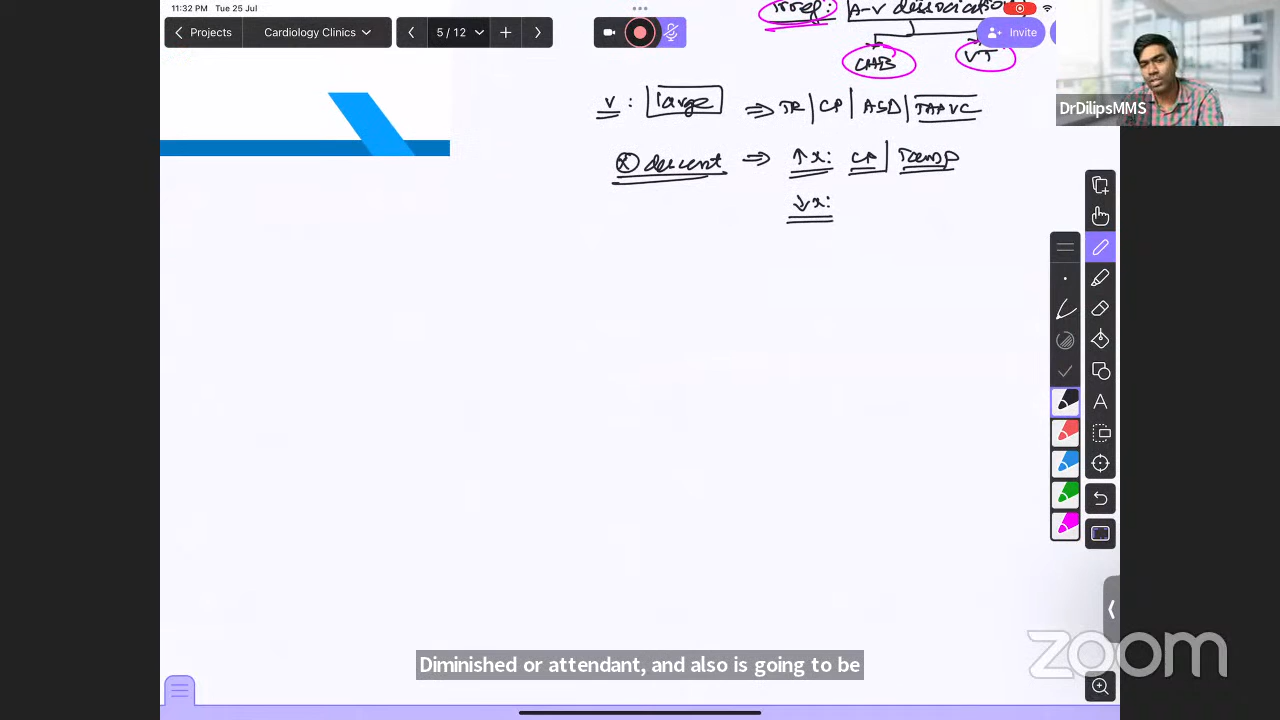 11:32 PM Tue 25 Jul
A-V dissociation
Projects Cardiology Clinics 5 / 12 Invite
CHB VT
DrDilipsMMS
v : large ⇒ TR | CP | ASD | TAPVC
x descent ⇒ ↑x: CP | Tamp
↓x:
Diminished or attendant, and also is going to be
zoom